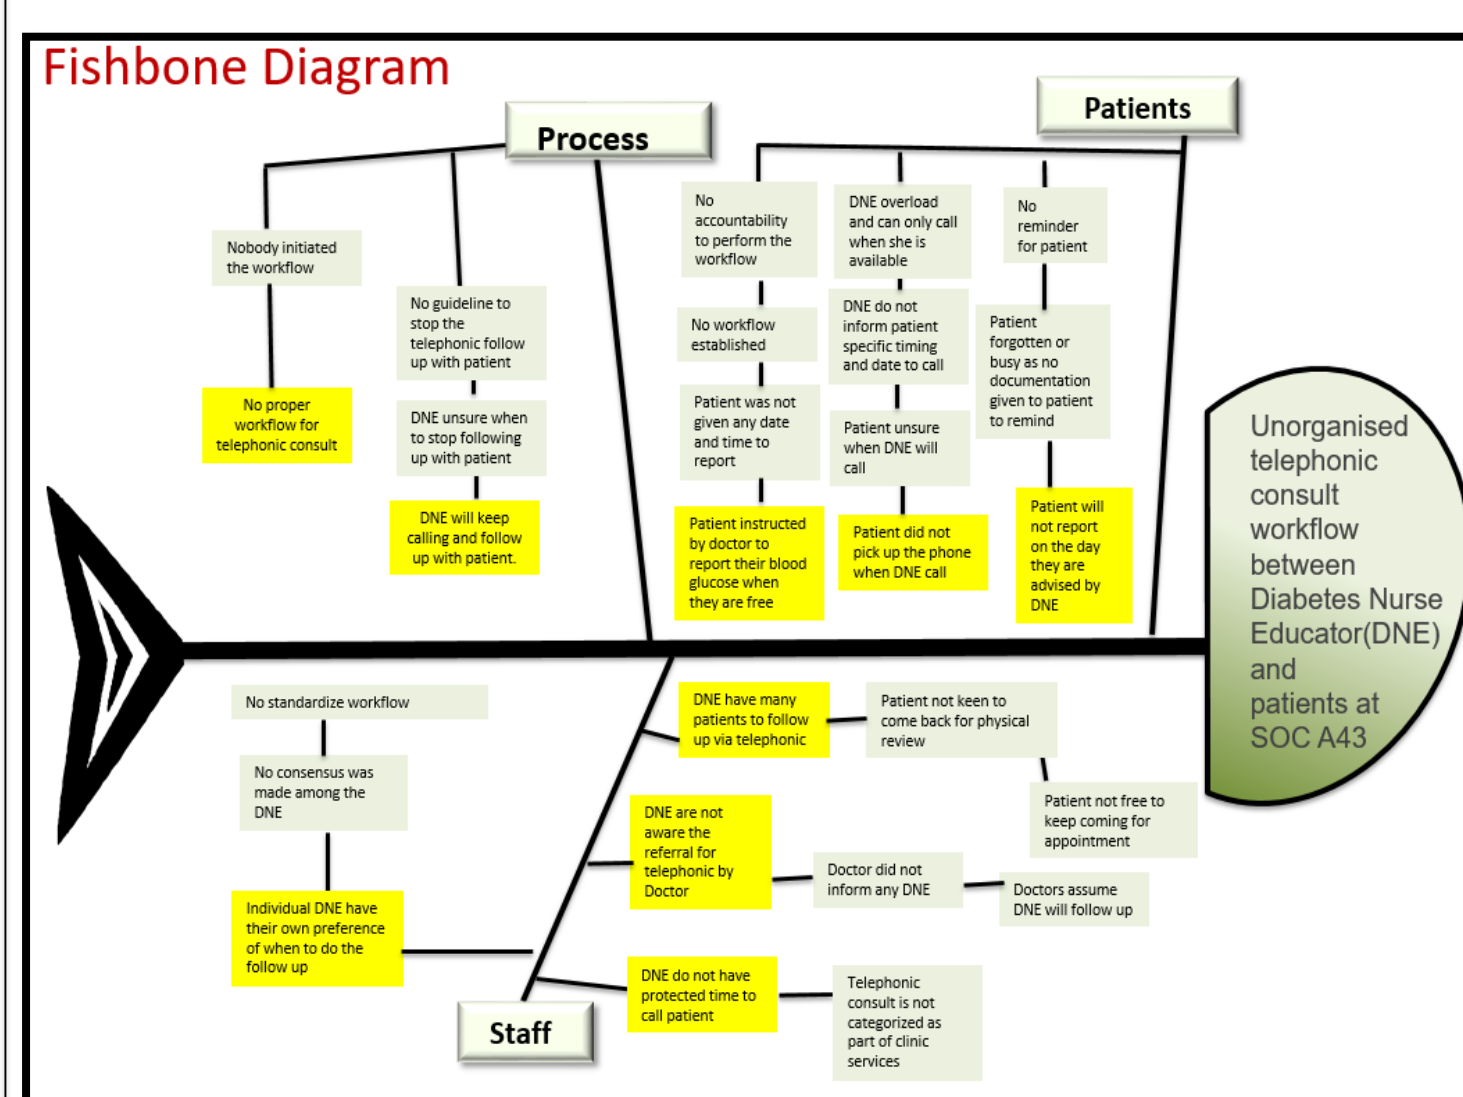 Fishbone Diagram
Process
Patients
Nobody initiated
the workflow
No proper
workflow for
telephonic consult
No guideline to
stop the
telephonic follow
up with patient
DNE unsure when
to stop following
up with patient
DNE will keep
calling and follow
up with patient.
No
accountability
to perform the
workflow
No workflow
established
Patient was not
given any date
and time to
report
Patient instructed
by doctor to
report their blood
glucose when
they are free
DNE overload
and can only call
when she is
available
DNE do not
inform patient
specific timing
and date to call
Patient unsure
when DNE will
call
Patient did not
pick up the phone
when DNE call
No
reminder
for patient
Patient
forgotten or
busy as no
documentation
given to patient
to remind
Patient will
not report
on the day
they are
advised by
DNE
Unorganised
telephonic
consult
workflow
between
Diabetes Nurse
Educator(DNE)
and
patients at
SOC A43
No standardize workflow
No consensus was
made among the
DNE
Individual DNE have
their own preference
of when to do the
follow up
DNE have many
patients to follow
up via telephonic
Patient not keen to
come back for physical
review
Patient not free to
keep coming for
appointment
DNE are not
aware the
referral for
telephonic by
Doctor
Doctor did not
inform any DNE
Doctors assume
DNE will follow up
DNE do not have
protected time to
call patient
Telephonic
consult is not
categorized as
part of clinic
services
Staff